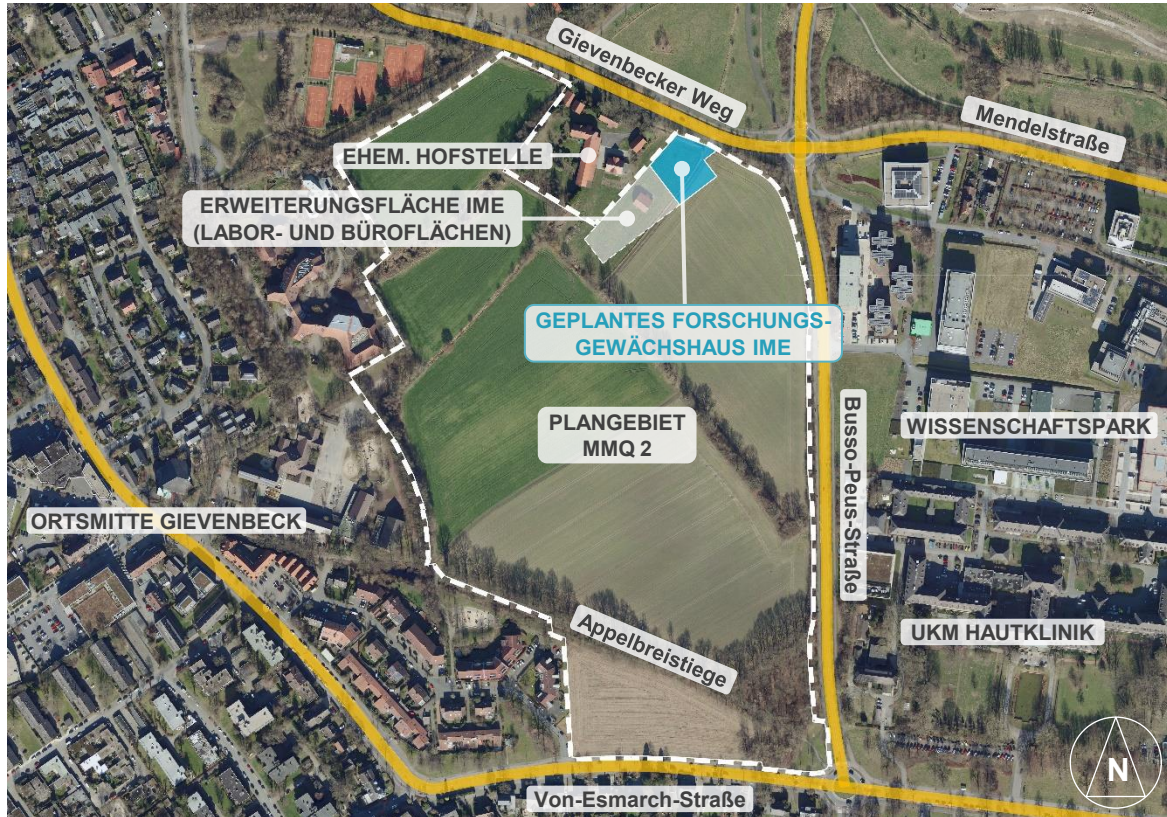 Gievenbecker Weg
Mendelstraße
EHEM. HOFSTELLE
ERWEITERUNGSFLÄCHE IME
(LABOR- UND BÜROFLÄCHEN)
GEPLANTES FORSCHUNGS-
GEWÄCHSHAUS IME
PLANGEBIET
MMQ 2
Busso-Peus-Straße
WISSENSCHAFTSPARK
ORTSMITTE GIEVENBECK
Appelbreistiege
UKM HAUTKLINIK
Von-Esmarch-Straße
N